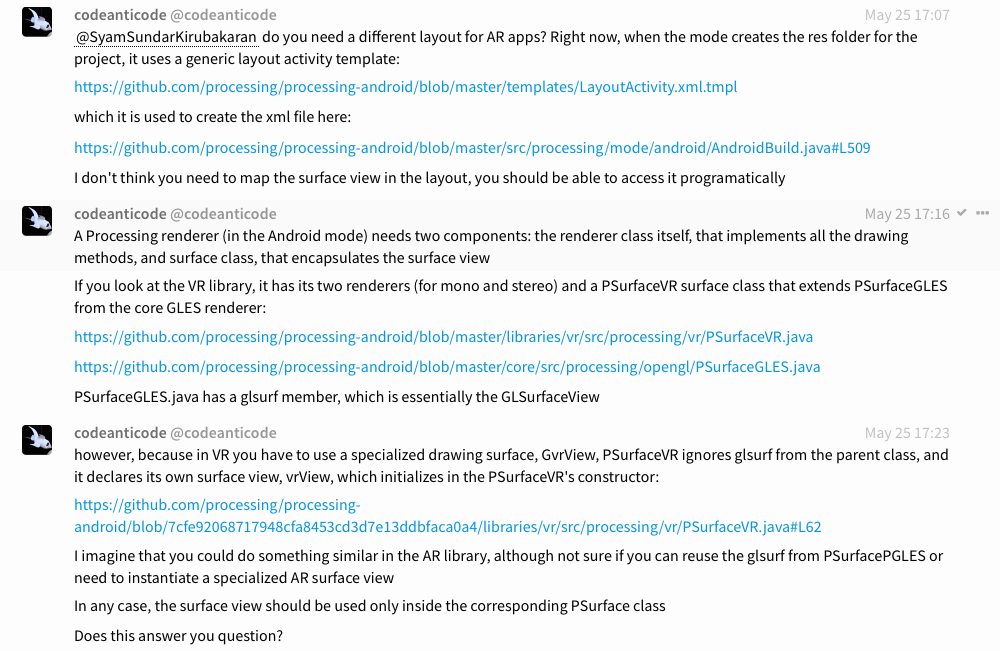 codeanticode @codeanticode May 25 17:07
@SyamSundarKirubakaran do you need a different layout for AR apps? Right now, when the mode creates the res folder for the
project, it uses a generic layout activity template:
https://github.com/processing/processing-android/blob/master/templates/LayoutActivity.xml.tmpl
which it is used to create the xml file here:
https://github.com/processing/processing-android/blob/master/src/processing/mode/android/AndroidBuild.java#L509
I don't think you need to map the surface view in the layout, you should be able to access it programatically
codeanticode @codeanticode May 25 17:16
A Processing renderer (in the Android mode) needs two components: the renderer class itself, that implements all the drawing
methods, and surface class, that encapsulates the surface view
If you look at the VR library, it has its two renderers (for mono and stereo) and a PSurfaceVR surface class that extends PSurfaceGLES
from the core GLES renderer:
https://github.com/processing/processing-android/blob/master/libraries/vr/src/processing/vr/PSurfaceVR.java
https://github.com/processing/processing-android/blob/master/core/src/processing/opengl/PSurfaceGLES.java
PSurfaceGLES.java has a glsurf member, which is essentially the GLSurfaceView
codeanticode @codeanticode May 25 17:23
however, because in VR you have to use a specialized drawing surface, GvrView, PSurfaceVR ignores glsurf from the parent class, and
it declares its own surface view, vrView, which initializes in the PSurfaceVR's constructor:
https://github.com/processing/processing-
android/blob/7cfe92068717948cfa8453cd3d7e13ddbfaca0a4/libraries/vr/src/processing/vr/PSurfaceVR.java#L62
I imagine that you could do something similar in the AR library, although not sure if you can reuse the glsurf from PSurfacePGLES or
need to instantiate a specialized AR surface view
In any case, the surface view should be used only inside the corresponding PSurface class
Does this answer you question?